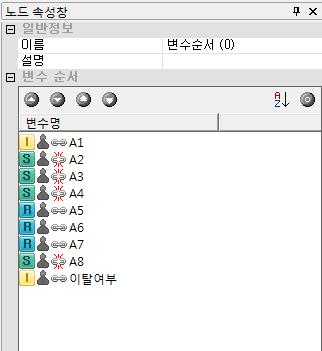 노드 속성창
일반정보
이름 변수순서 (0)
설명
변수 순서
A Z
변수명
I A1
S A2
S A3
S A4
R A5
R A6
R A7
S A8
I 이탈여부